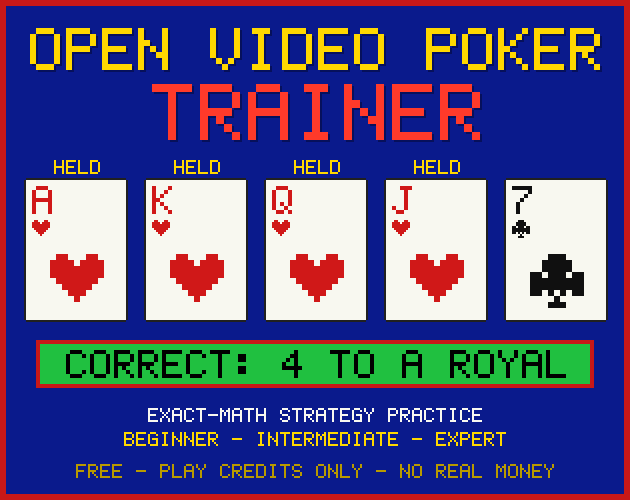 OPEN VIDEO POKER
TRAINER
HELD HELD HELD HELD
A K Q J 7
CORRECT: 4 TO A ROYAL
EXACT-MATH STRATEGY PRACTICE
BEGINNER - INTERMEDIATE - EXPERT
FREE - PLAY CREDITS ONLY - NO REAL MONEY